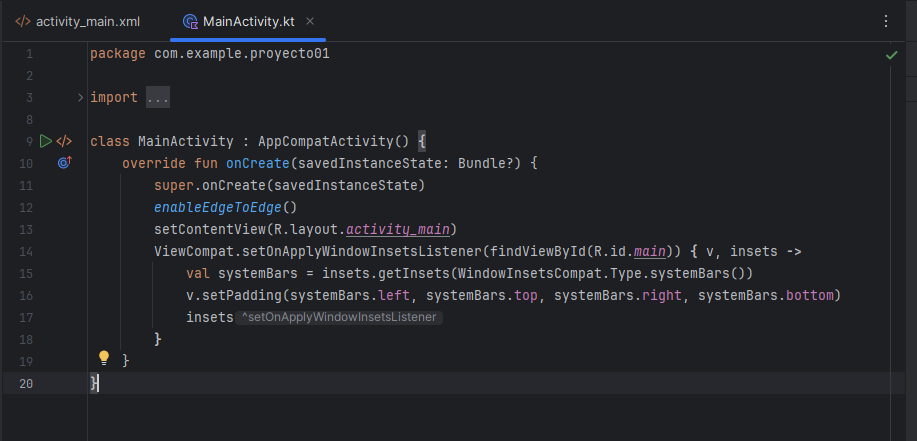 activity_main.xml MainActivity.kt
1 package com.example.proyecto01
2
3 import ...
8
9 class MainActivity : AppCompatActivity() {
10 override fun onCreate(savedInstanceState: Bundle?) {
11 super.onCreate(savedInstanceState)
12 enableEdgeToEdge()
13 setContentView(R.layout.activity_main)
14 ViewCompat.setOnApplyWindowInsetsListener(findViewById(R.id.main)) { v, insets ->
15 val systemBars = insets.getInsets(WindowInsetsCompat.Type.systemBars())
16 v.setPadding(systemBars.left, systemBars.top, systemBars.right, systemBars.bottom)
17 insets ^setOnApplyWindowInsetsListener
18 }
19 }
20 }